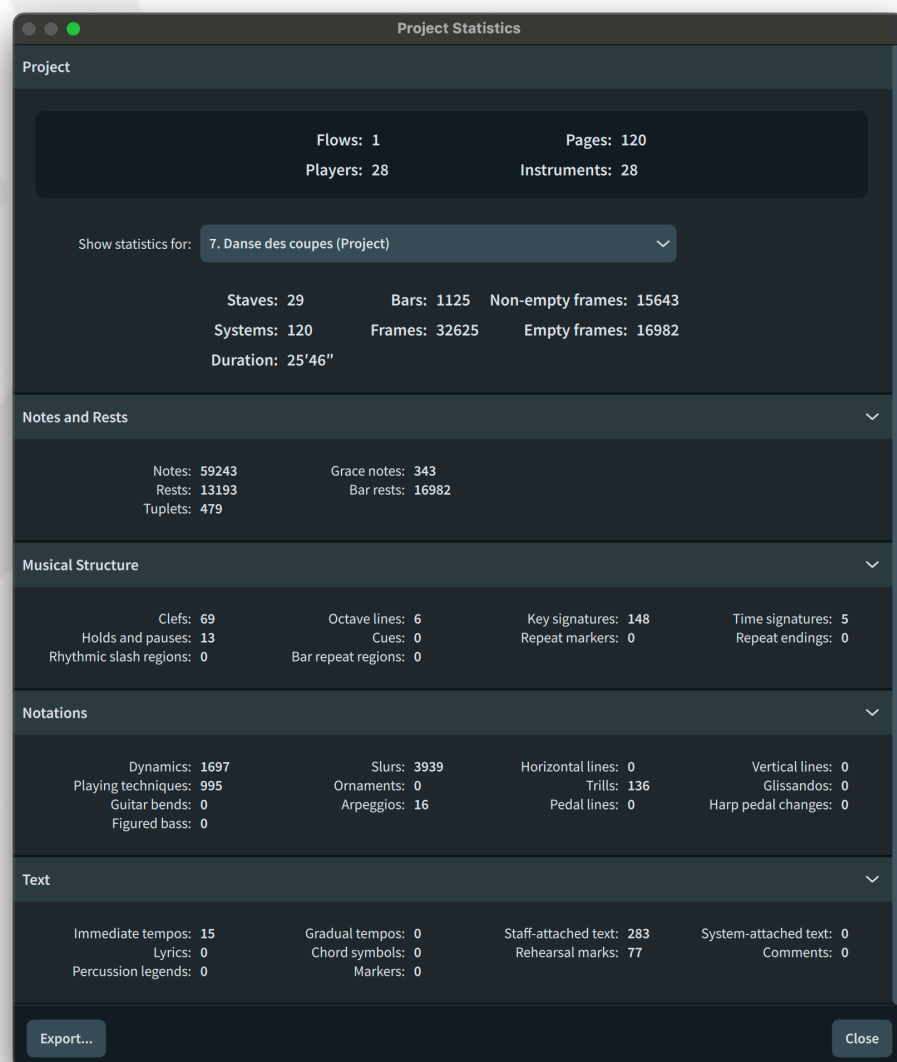 Project Statistics
Project
Flows: 1 Pages: 120
Players: 28 Instruments: 28
Show statistics for: 7. Danse des coupes (Project)
Staves: 29 Bars: 1125 Non-empty frames: 15643
Systems: 120 Frames: 32625 Empty frames: 16982
Duration: 25′46″
Notes and Rests
Notes: 59243 Grace notes: 343
Rests: 13193 Bar rests: 16982
Tuplets: 479
Musical Structure
Clefs: 69 Octave lines: 6 Key signatures: 148 Time signatures: 5
Holds and pauses: 13 Cues: 0 Repeat markers: 0 Repeat endings: 0
Rhythmic slash regions: 0 Bar repeat regions: 0
Notations
Dynamics: 1697 Slurs: 3939 Horizontal lines: 0 Vertical lines: 0
Playing techniques: 995 Ornaments: 0 Trills: 136 Glissandos: 0
Guitar bends: 0 Arpeggios: 16 Pedal lines: 0 Harp pedal changes: 0
Figured bass: 0
Text
Immediate tempos: 15 Gradual tempos: 0 Staff-attached text: 283 System-attached text: 0
Lyrics: 0 Chord symbols: 0 Rehearsal marks: 77 Comments: 0
Percussion legends: 0 Markers: 0
Export... Close